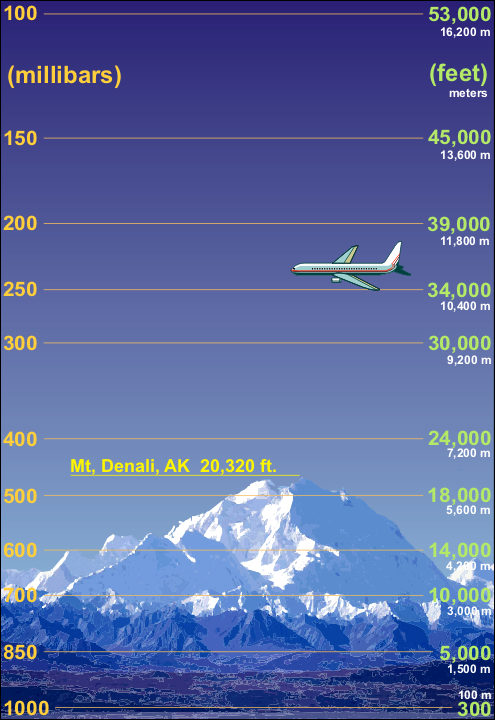 100 53,000
16,200 m
(millibars) (feet)
meters
150 45,000
13,600 m
200 39,000
11,800 m
250 34,000
10,400 m
300 30,000
9,200 m
400 24,000
7,200 m
Mt, Denali, AK 20,320 ft.
500 18,000
5,600 m
600 14,000
4,200 m
700 10,000
3,000 m
850 5,000
1,500 m
100 m
1000 300